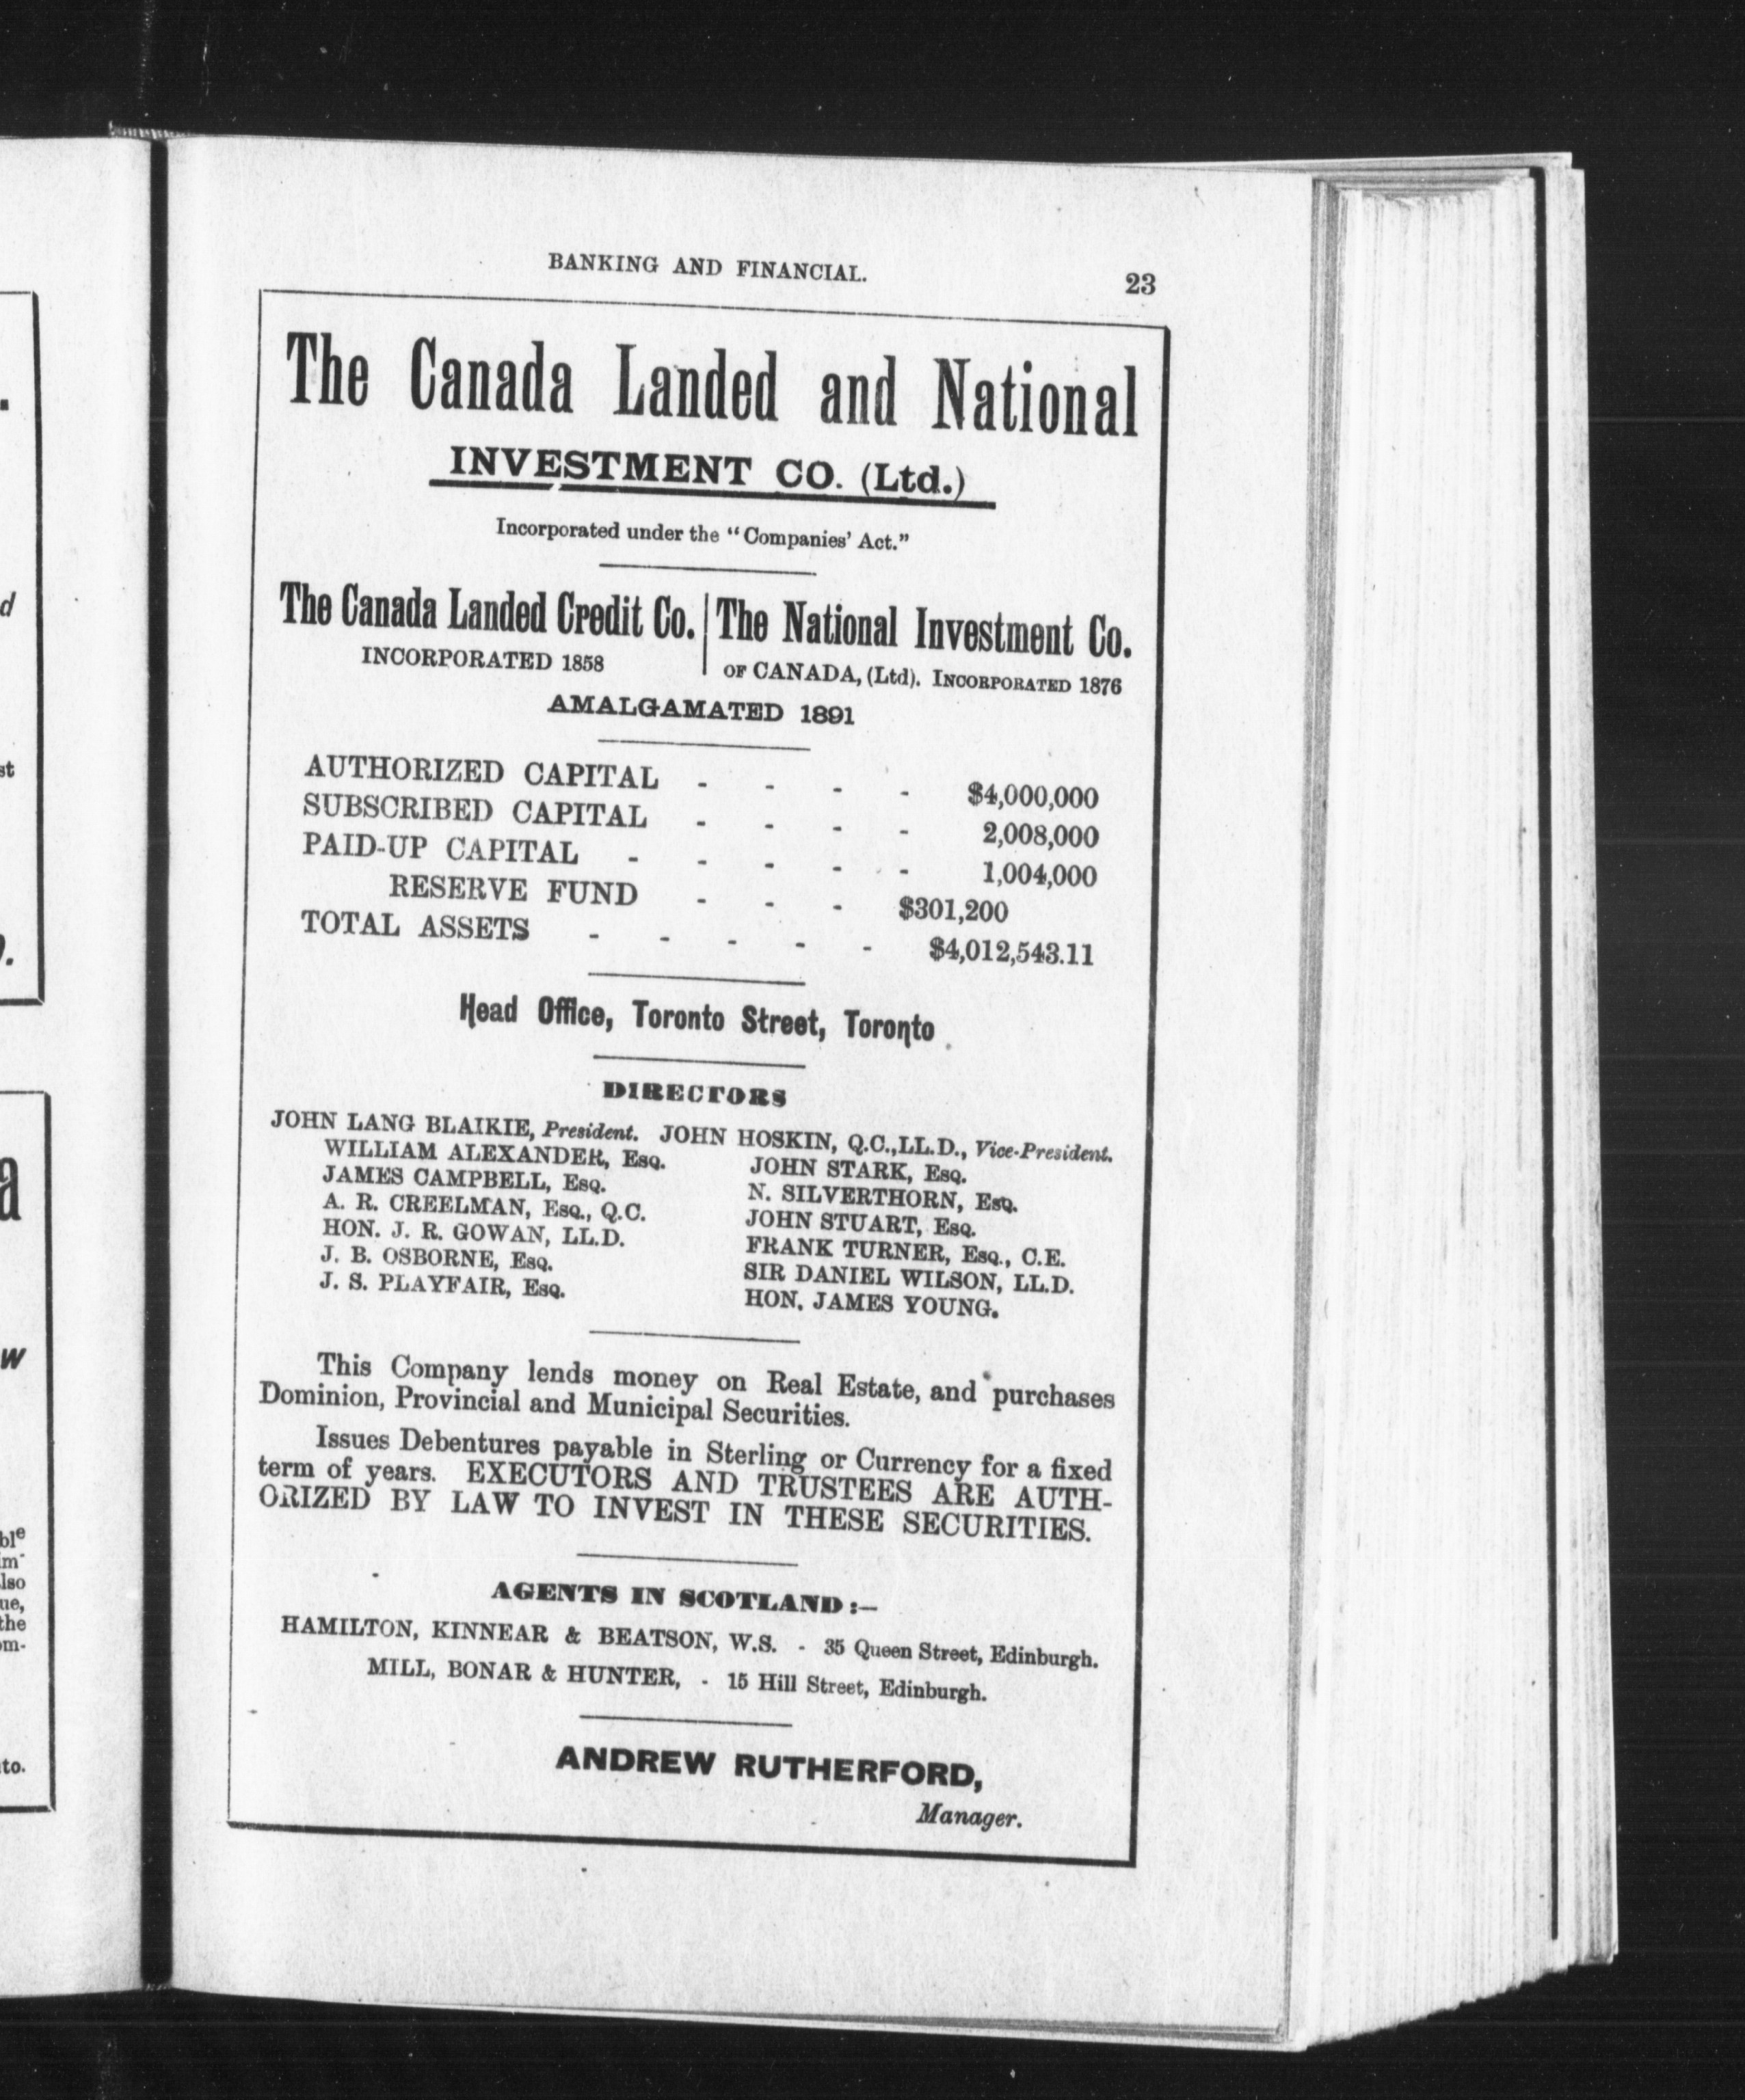 BANKING AND FINANCIAL.
23
The Canada Landed and National
INVESTMENT CO. (Ltd.)
Incorporated under the “Companies’ Act.”
The Canada Landed Credit Co.
INCORPORATED 1858
The National Investment Co.
OF CANADA, (Ltd). INCORPORATED 1876
AMALGAMATED 1891
AUTHORIZED CAPITAL - - - - $4,000,000
SUBSCRIBED CAPITAL - - - - 2,008,000
PAID-UP CAPITAL - - - - - 1,004,000
RESERVE FUND - - - $301,200
TOTAL ASSETS - - - - - $4,012,543.11
Head Office, Toronto Street, Toronto
DIRECTORS
JOHN LANG BLAIKIE, President. JOHN HOSKIN, Q.C.,LL.D., Vice-President.
WILLIAM ALEXANDER, Esq.
JAMES CAMPBELL, Esq.
A. R. CREELMAN, Esq., Q.C.
HON. J. R. GOWAN, LL.D.
J. B. OSBORNE, Esq.
J. S. PLAYFAIR, Esq.
JOHN STARK, Esq.
N. SILVERTHORN, Esq.
JOHN STUART, Esq.
FRANK TURNER, Esq., C.E.
SIR DANIEL WILSON, LL.D.
HON. JAMES YOUNG.
This Company lends money on Real Estate, and purchases
Dominion, Provincial and Municipal Securities.
Issues Debentures payable in Sterling or Currency for a fixed
term of years. EXECUTORS AND TRUSTEES ARE AUTH-
ORIZED BY LAW TO INVEST IN THESE SECURITIES.
AGENTS IN SCOTLAND:—
HAMILTON, KINNEAR & BEATSON, W.S. - 35 Queen Street, Edinburgh.
MILL, BONAR & HUNTER, - 15 Hill Street, Edinburgh.
ANDREW RUTHERFORD,
Manager.